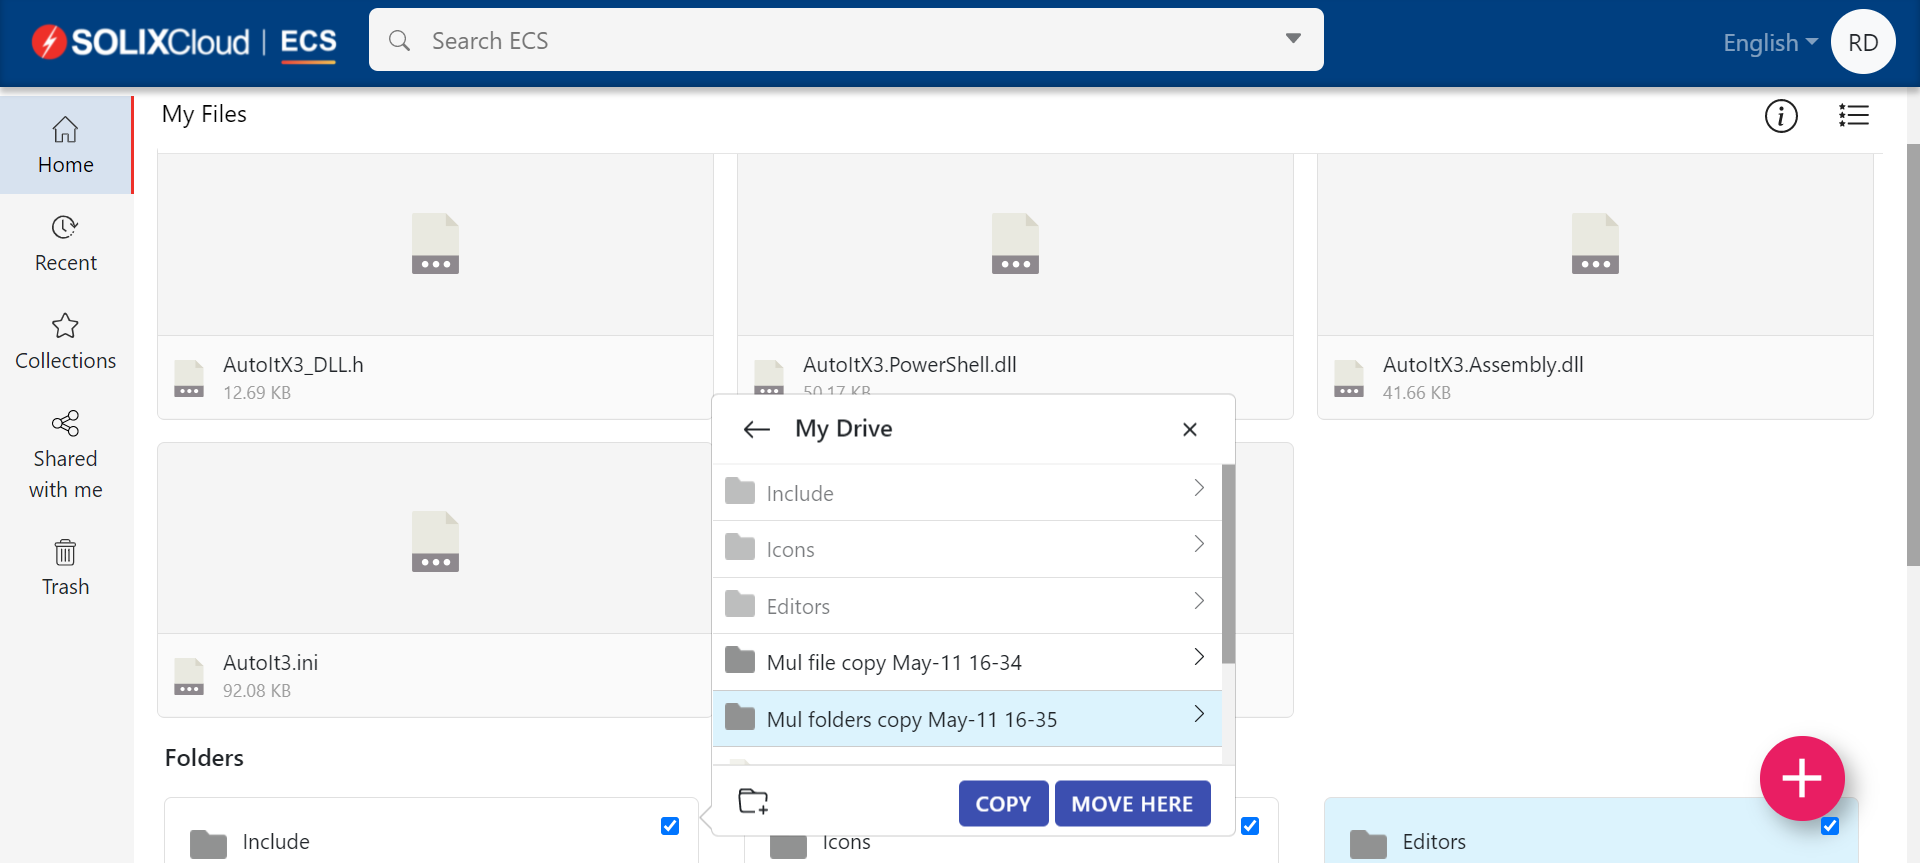 SOLIXCloud | ECS
Search ECS
English
RD
Home
Recent
Collections
Shared
with me
Trash
My Files
AutoItX3_DLL.h
12.69 KB
AutoItX3.PowerShell.dll
50.17 KB
AutoItX3.Assembly.dll
41.66 KB
AutoIt3.ini
92.08 KB
My Drive
Include
Icons
Editors
Mul file copy May-11 16-34
Mul folders copy May-11 16-35
COPY
MOVE HERE
Folders
Include
Icons
Editors